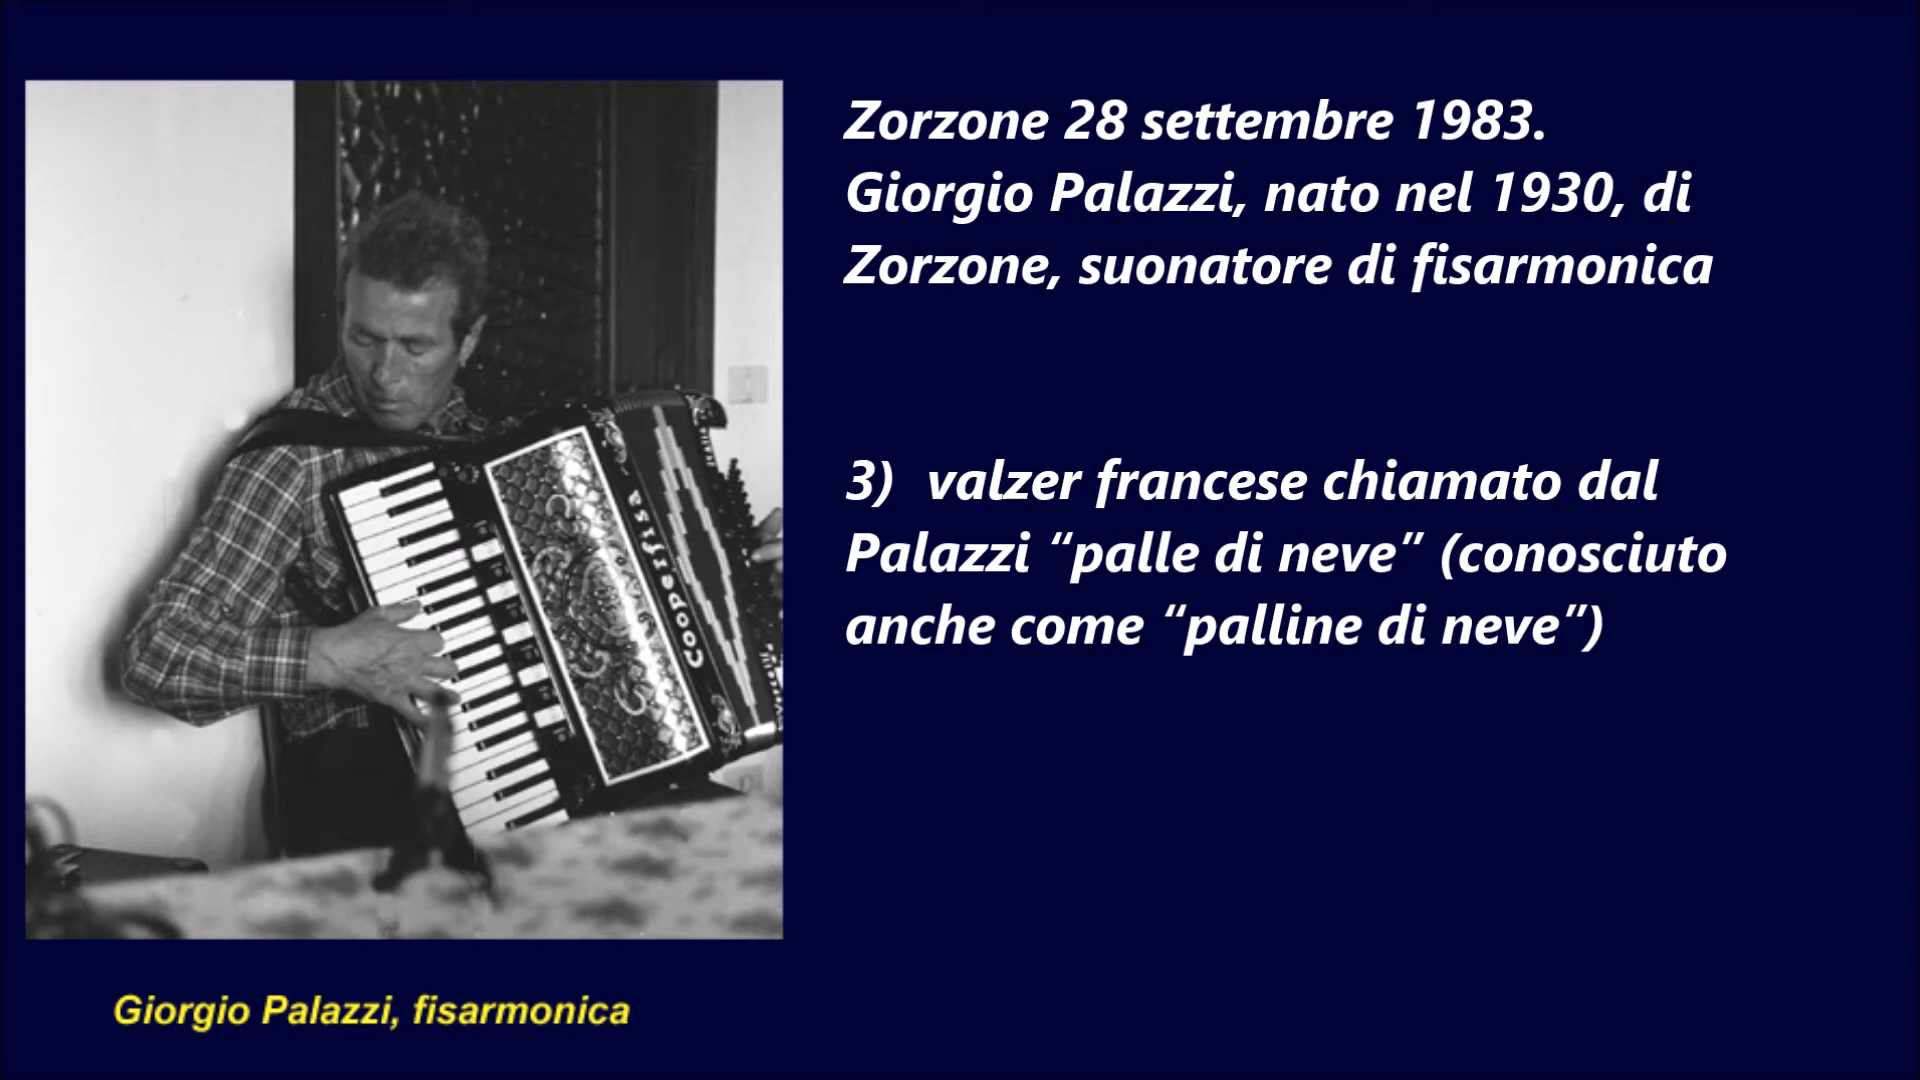 Zorzone 28 settembre 1983.
Giorgio Palazzi, nato nel 1930, di
Zorzone, suonatore di fisarmonica
3) valzer francese chiamato dal
Palazzi “palle di neve” (conosciuto
anche come “palline di neve”)
Cooperfisa
Giorgio Palazzi, fisarmonica